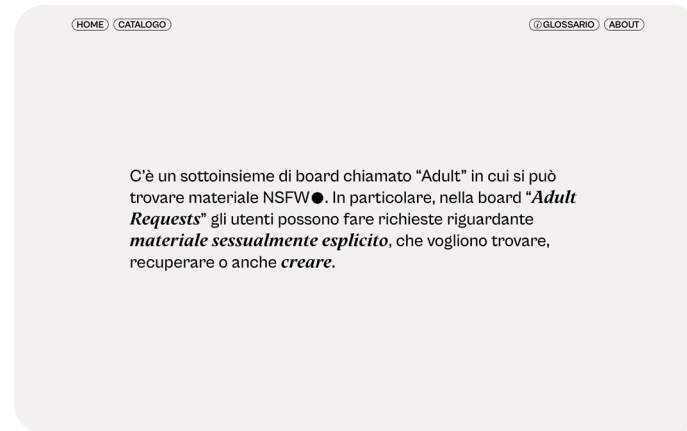 HOME CATALOGO ⓘ GLOSSARIO ABOUT
C'è un sottoinsieme di board chiamato “Adult” in cui si può
trovare materiale NSFW●. In particolare, nella board “Adult
Requests” gli utenti possono fare richieste riguardante
materiale sessualmente esplicito, che vogliono trovare,
recuperare o anche creare.